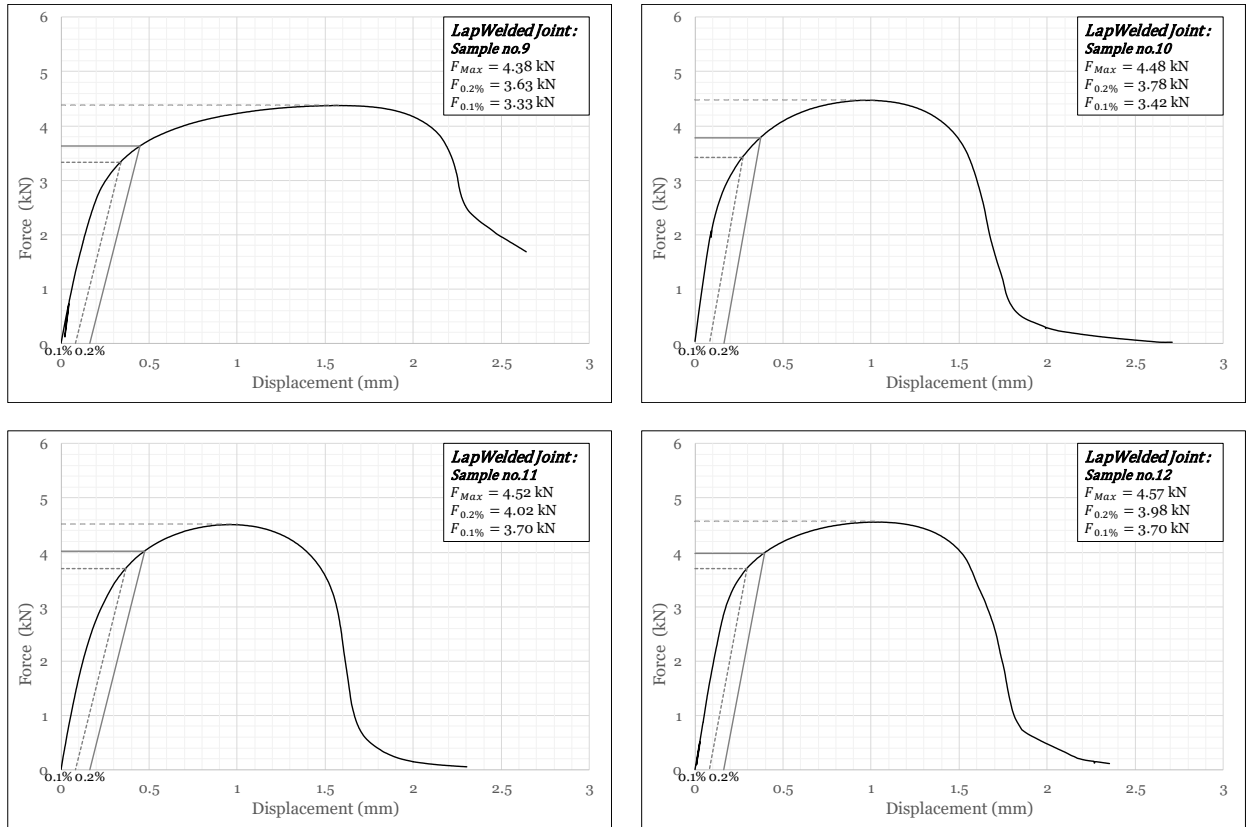 6
5
4
3
2
1
0
Force (kN)
LapWelded Joint:
Sample no.9
F_Max = 4.38 kN
F_0.2% = 3.63 kN
F_0.1% = 3.33 kN
0.1% 0.2%
0 0.5 1 1.5 2 2.5 3
Displacement (mm)
6
5
4
3
2
1
0
Force (kN)
LapWelded Joint:
Sample no.10
F_Max = 4.48 kN
F_0.2% = 3.78 kN
F_0.1% = 3.42 kN
0.1% 0.2%
0 0.5 1 1.5 2 2.5 3
Displacement (mm)
6
5
4
3
2
1
0
Force (kN)
LapWelded Joint:
Sample no.11
F_Max = 4.52 kN
F_0.2% = 4.02 kN
F_0.1% = 3.70 kN
0.1% 0.2%
0 0.5 1 1.5 2 2.5 3
Displacement (mm)
6
5
4
3
2
1
0
Force (kN)
LapWelded Joint:
Sample no.12
F_Max = 4.57 kN
F_0.2% = 3.98 kN
F_0.1% = 3.70 kN
0.1% 0.2%
0 0.5 1 1.5 2 2.5 3
Displacement (mm)